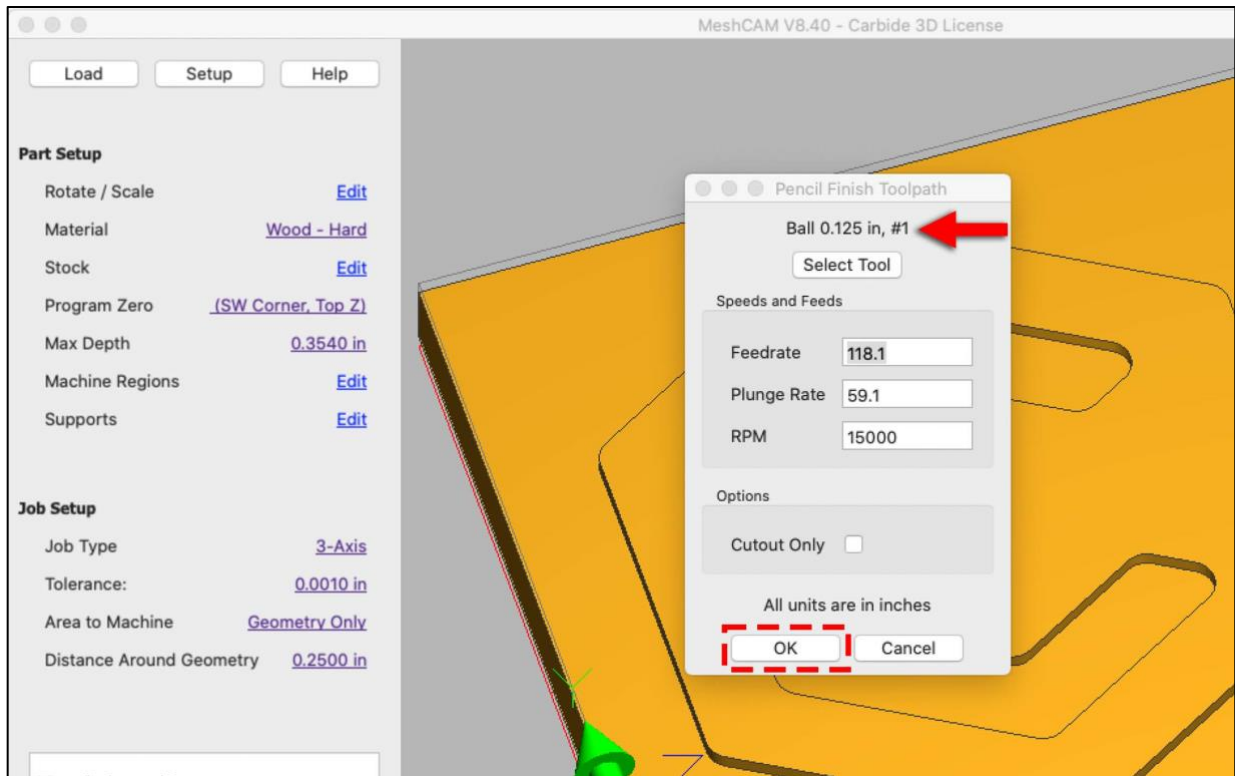 MeshCAM V8.40 - Carbide 3D License
Load Setup Help
Part Setup
Rotate / Scale Edit
Material Wood - Hard
Stock Edit
Program Zero (SW Corner, Top Z)
Max Depth 0.3540 in
Machine Regions Edit
Supports Edit
Job Setup
Job Type 3-Axis
Tolerance: 0.0010 in
Area to Machine Geometry Only
Distance Around Geometry 0.2500 in
Pencil Finish Toolpath
Ball 0.125 in, #1
Select Tool
Speeds and Feeds
Feedrate 118.1
Plunge Rate 59.1
RPM 15000
Options
Cutout Only
All units are in inches
OK Cancel